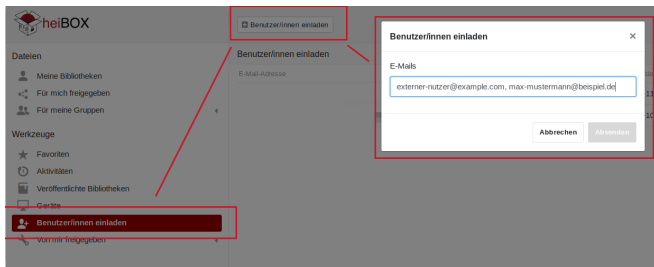 heiBOX
Benutzer/innen einladen
Dateien
Meine Bibliotheken
Für mich freigegeben
Für meine Gruppen
Werkzeuge
Favoriten
Aktivitäten
Veröffentlichte Bibliotheken
Geräte
Benutzer/innen einladen
Von mir freigegeben
Benutzer/innen einladen
E-Mail-Adresse
Benutzer/innen einladen ×
E-Mails
externer-nutzer@example.com, max-mustermann@beispiel.de
Abbrechen Absenden